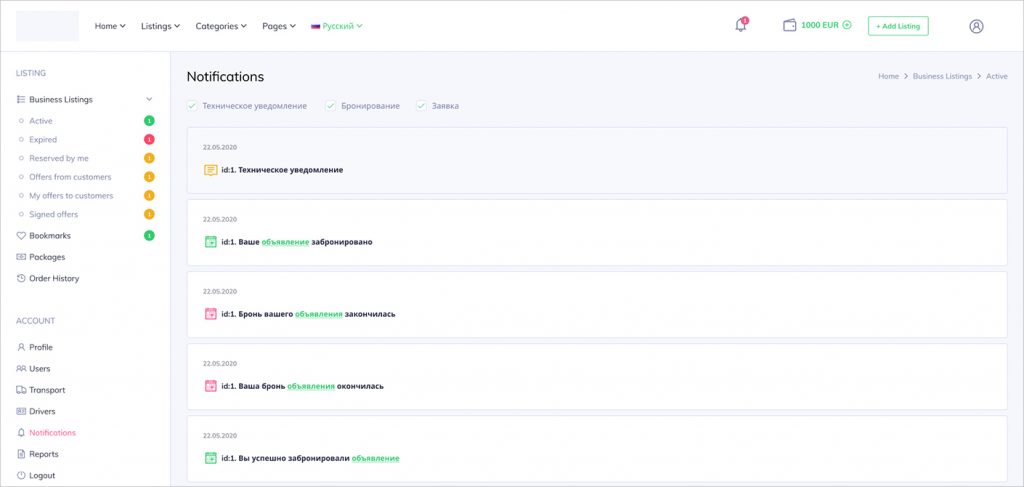 Home Listings Categories Pages Русский 1 1000 EUR + Add Listing
LISTING
Business Listings
Active 1
Expired 1
Reserved by me 1
Offers from customers 1
My offers to customers 1
Signed offers 1
Bookmarks 1
Packages
Order History
ACCOUNT
Profile
Users
Transport
Drivers
Notifications
Reports
Logout
Notifications
Home > Business Listings > Active
Техническое уведомление Бронирование Заявка
22.05.2020
id:1. Техническое уведомление
22.05.2020
id:1. Ваше объявление забронировано
22.05.2020
id:1. Бронь вашего объявления закончилась
22.05.2020
id:1. Ваша бронь объявления окончилась
22.05.2020
id:1. Вы успешно забронировали объявление